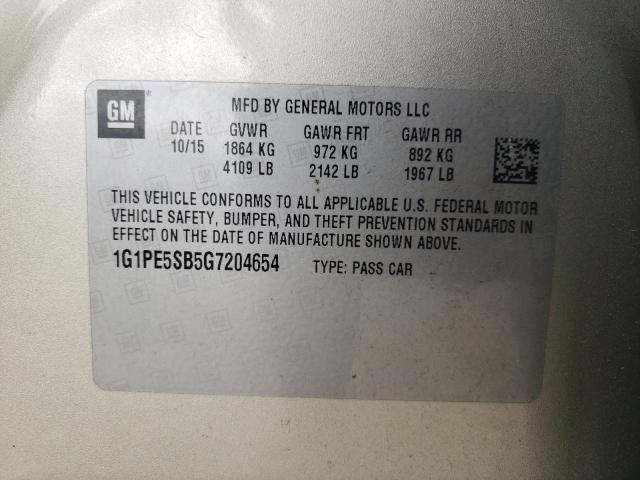 GM
MFD BY GENERAL MOTORS LLC
DATE GVWR GAWR FRT GAWR RR
10/15 1864 KG 972 KG 892 KG
4109 LB 2142 LB 1967 LB
THIS VEHICLE CONFORMS TO ALL APPLICABLE U.S. FEDERAL MOTOR
VEHICLE SAFETY, BUMPER, AND THEFT PREVENTION STANDARDS IN
EFFECT ON THE DATE OF MANUFACTURE SHOWN ABOVE.
1G1PE5SB5G7204654 TYPE: PASS CAR